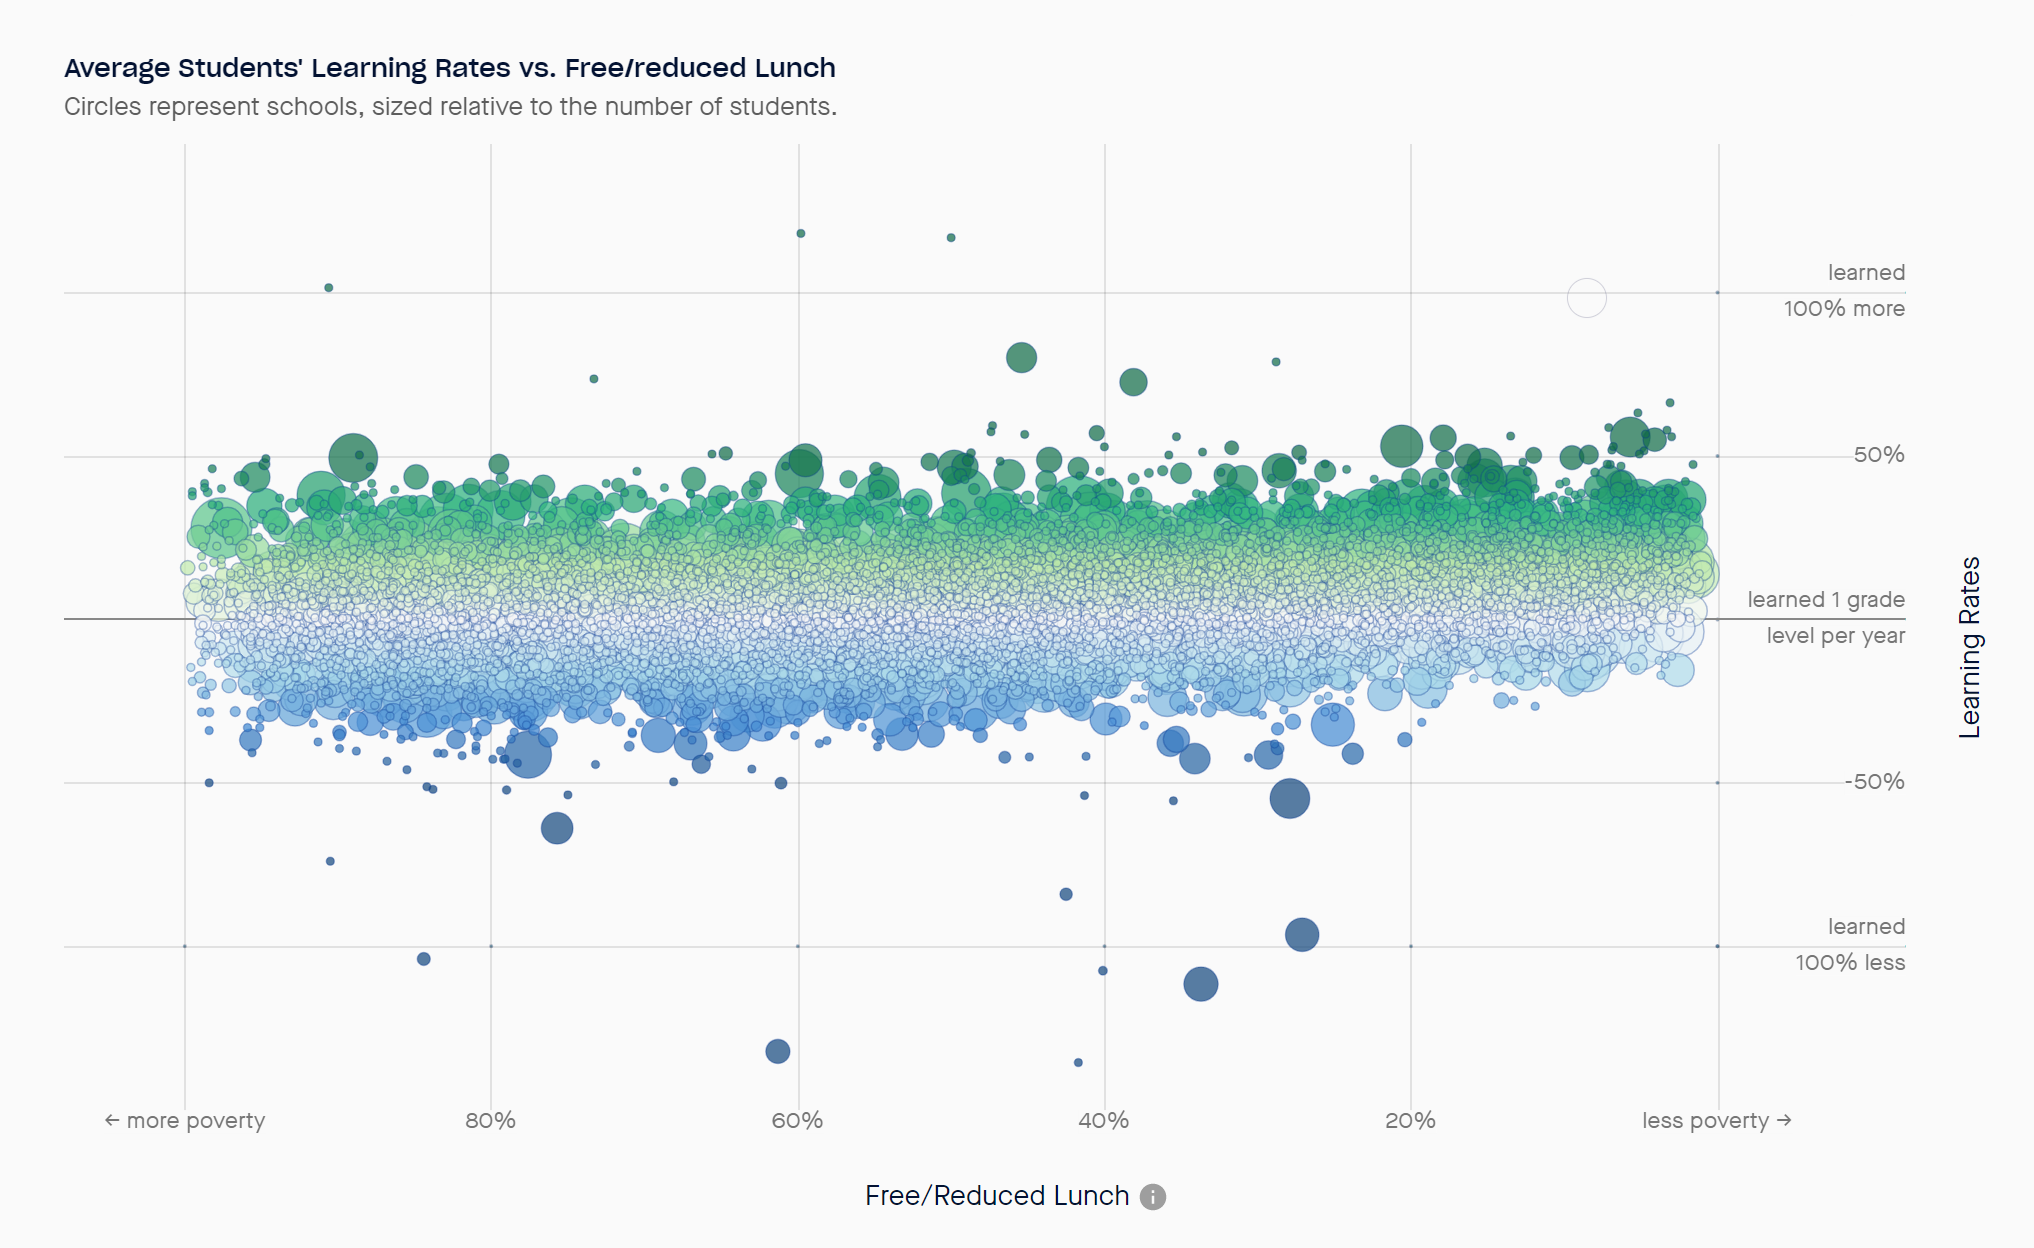 Average Students' Learning Rates vs. Free/reduced Lunch
Circles represent schools, sized relative to the number of students.
learned
100% more
50%
learned 1 grade
level per year
Learning Rates
-50%
learned
100% less
← more poverty
80%
60%
40%
20%
less poverty →
Free/Reduced Lunch i